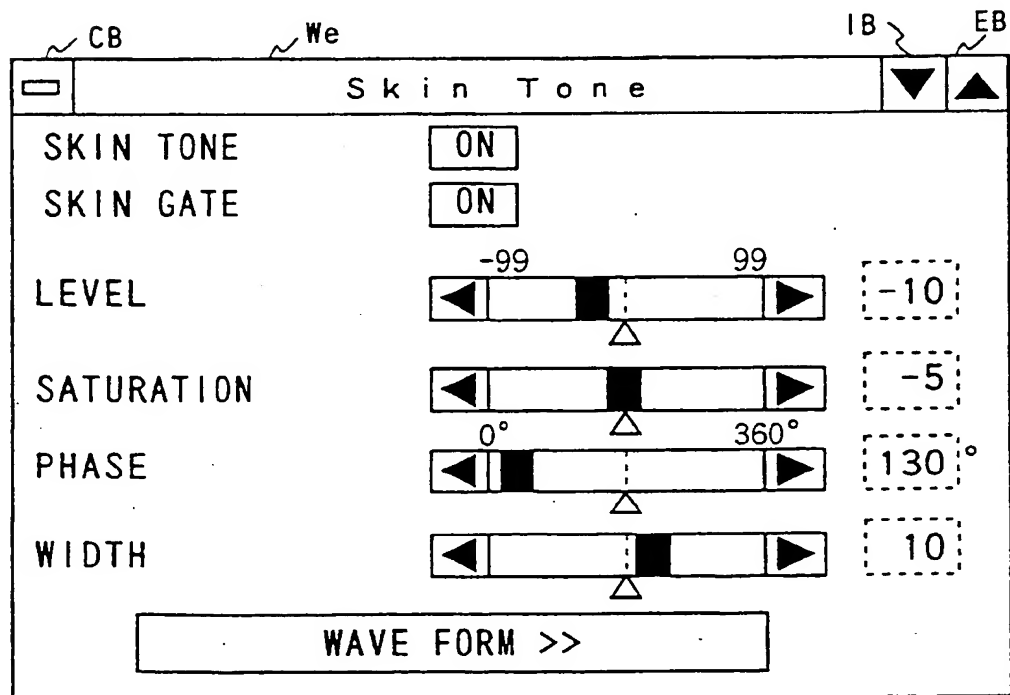 CB We IB EB
Skin Tone
SKIN TONE ON
SKIN GATE ON
-99 99
LEVEL -10
SATURATION -5
0° 360°
PHASE 130°
WIDTH 10
WAVE FORM >>